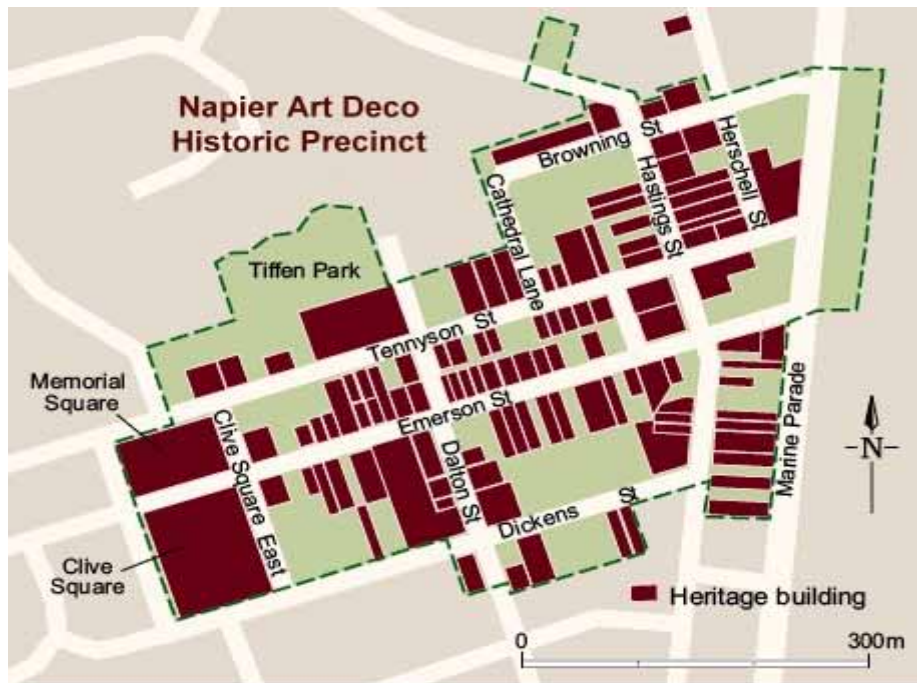 Napier Art Deco
Historic Precinct
Browning St
Herschell St
Hastings St
Cathedral Lane
Tiffen Park
Tennyson St
Memorial
Square
Emerson St
Clive Square East
Dalton St
Marine Parade
-N-
Dickens St
Clive
Square
Heritage building
0 300m